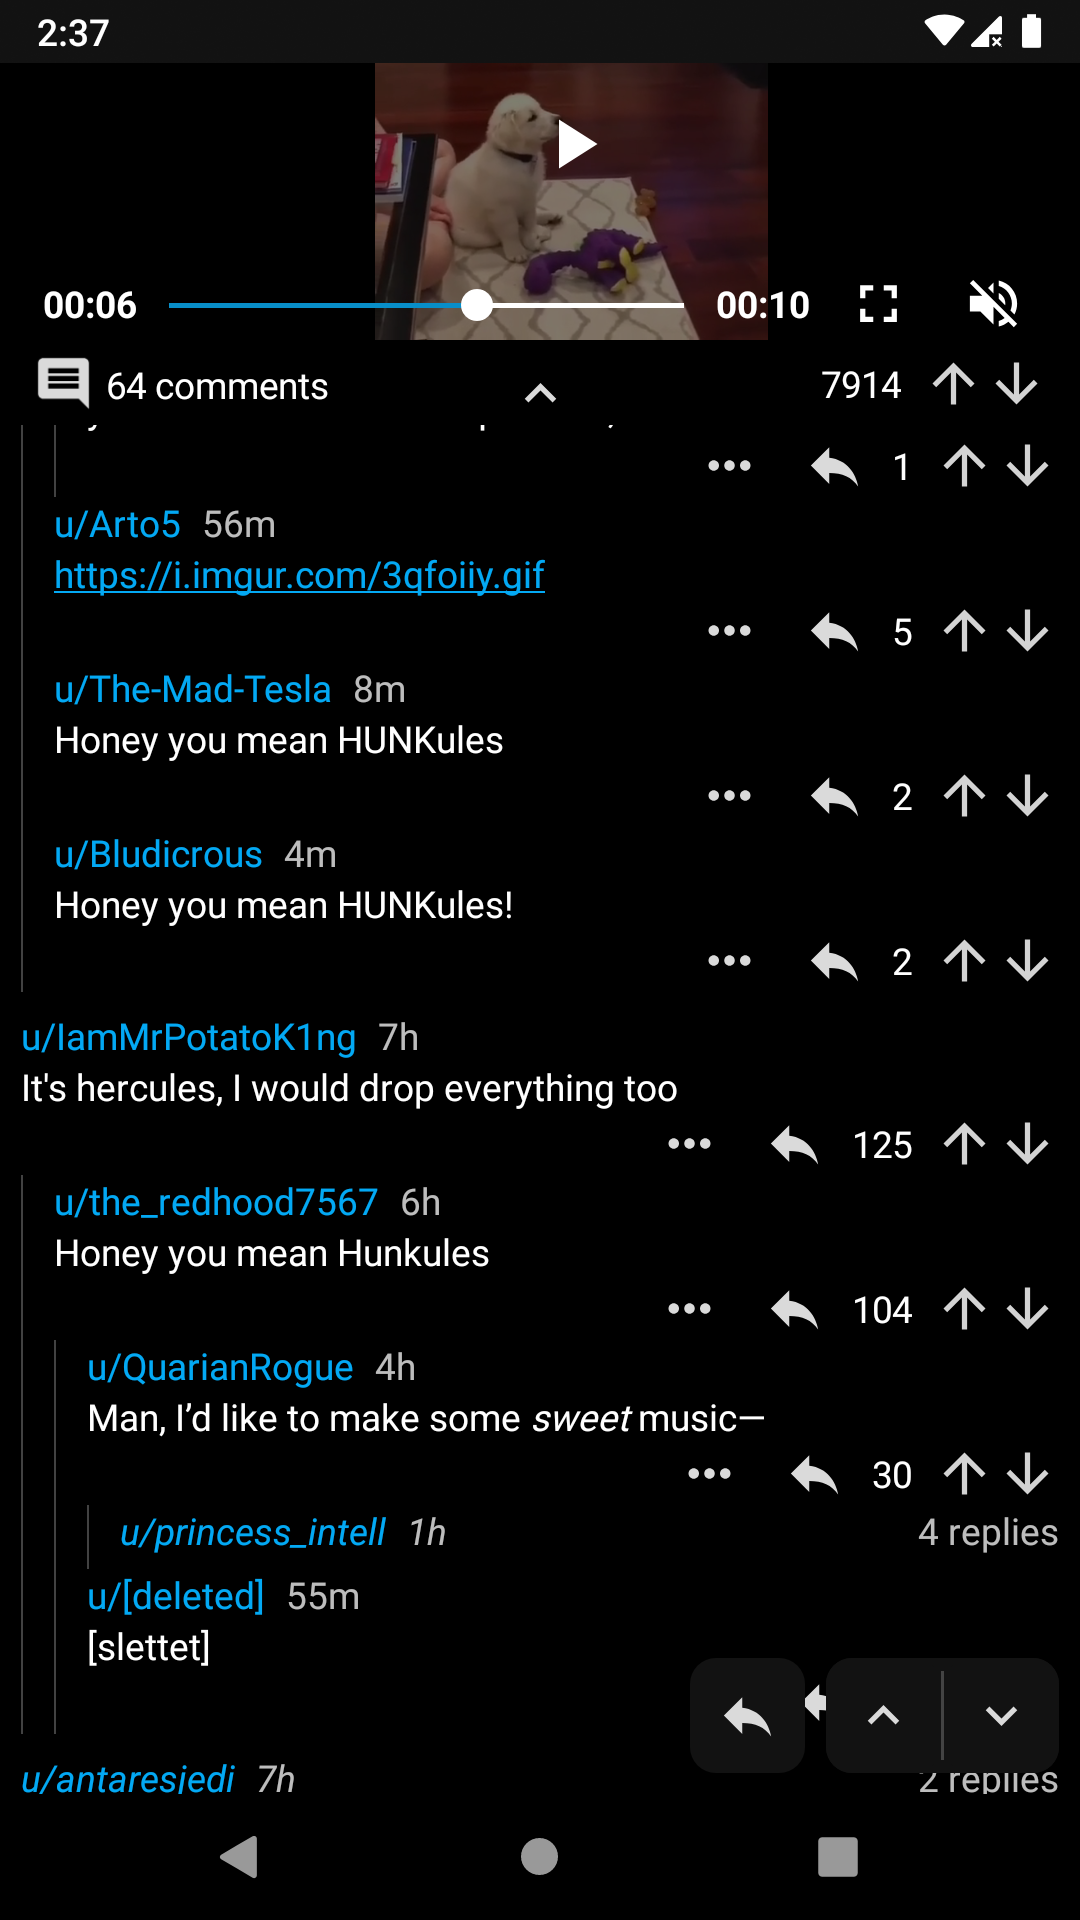 2:37
00:06
00:10
64 comments
7914
1
u/Arto5 56m
https://i.imgur.com/3qfoiiy.gif
5
u/The-Mad-Tesla 8m
Honey you mean HUNKules
2
u/Bludicrous 4m
Honey you mean HUNKules!
2
u/IamMrPotatoK1ng 7h
It's hercules, I would drop everything too
125
u/the_redhood7567 6h
Honey you mean Hunkules
104
u/QuarianRogue 4h
Man, I’d like to make some sweet music—
30
u/princess_intell 1h 4 replies
u/[deleted] 55m
[slettet]
u/antaresiedi 7h 2 replies